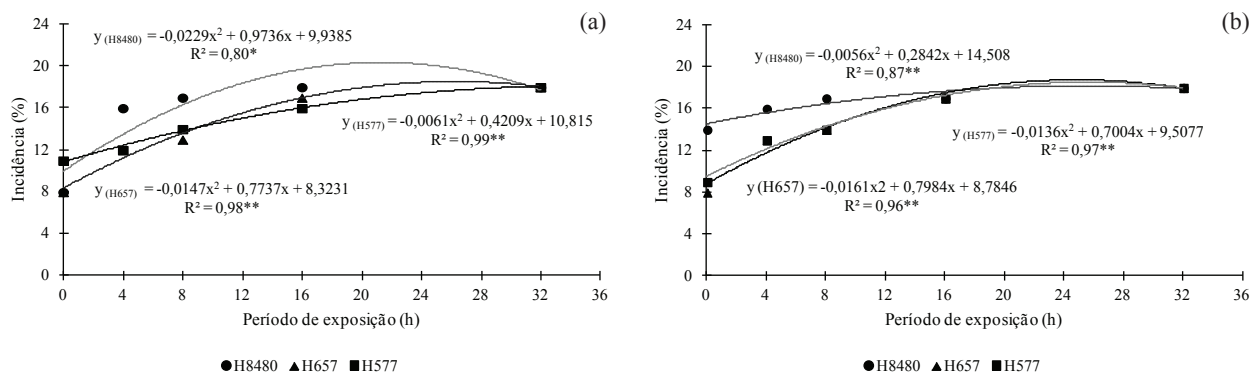 (a)
24
20
16
12
8
4
0
Incidência (%)
y (H8480) = -0,0229x² + 0,9736x + 9,9385
R² = 0,80*
y (H577) = -0,0061x² + 0,4209x + 10,815
R² = 0,99**
y (H657) = -0,0147x² + 0,7737x + 8,3231
R² = 0,98**
0 4 8 12 16 20 24 28 32 36
Período de exposição (h)
H8480 H657 H577
(b)
24
20
16
12
8
4
0
Incidência (%)
y (H8480) = -0,0056x² + 0,2842x + 14,508
R² = 0,87**
y (H577) = -0,0136x² + 0,7004x + 9,5077
R² = 0,97**
y (H657) = -0,0161x2 + 0,7984x + 8,7846
R² = 0,96**
0 4 8 12 16 20 24 28 32 36
Período de exposição (h)
H8480 H657 H577